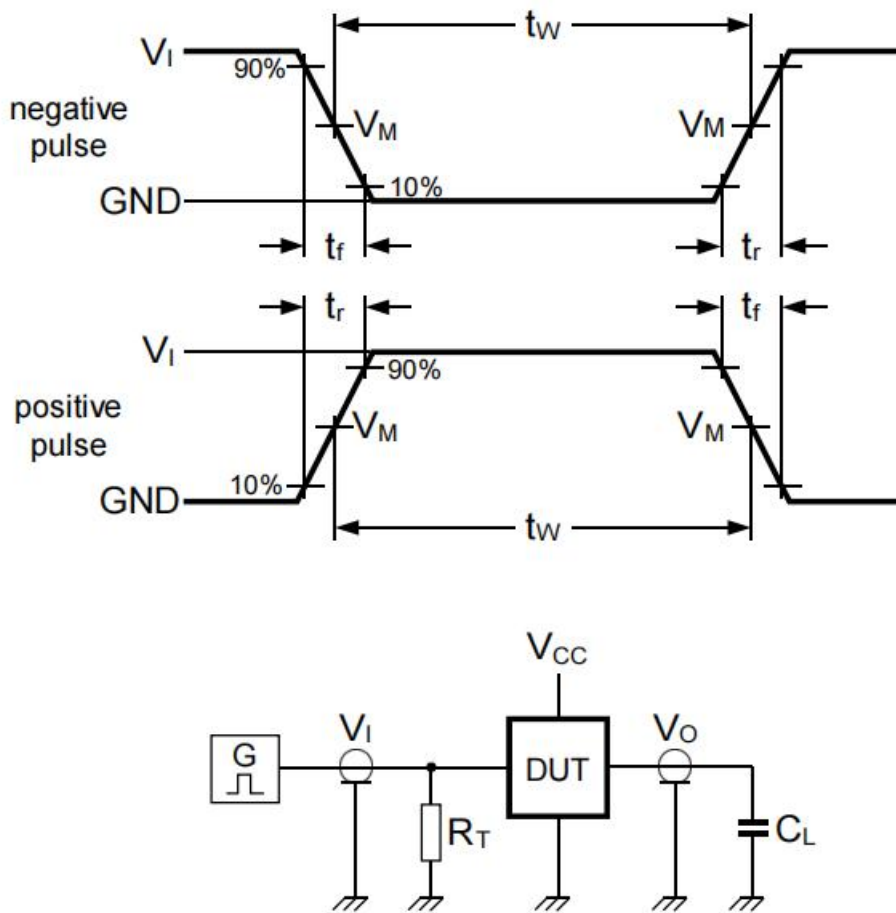 tW
VI
90%
negative
pulse
VM
VM
10%
GND
tf
tr
tr
tf
VI
90%
positive
pulse
VM
VM
10%
GND
tW
VCC
VI
VO
G
DUT
RT
CL